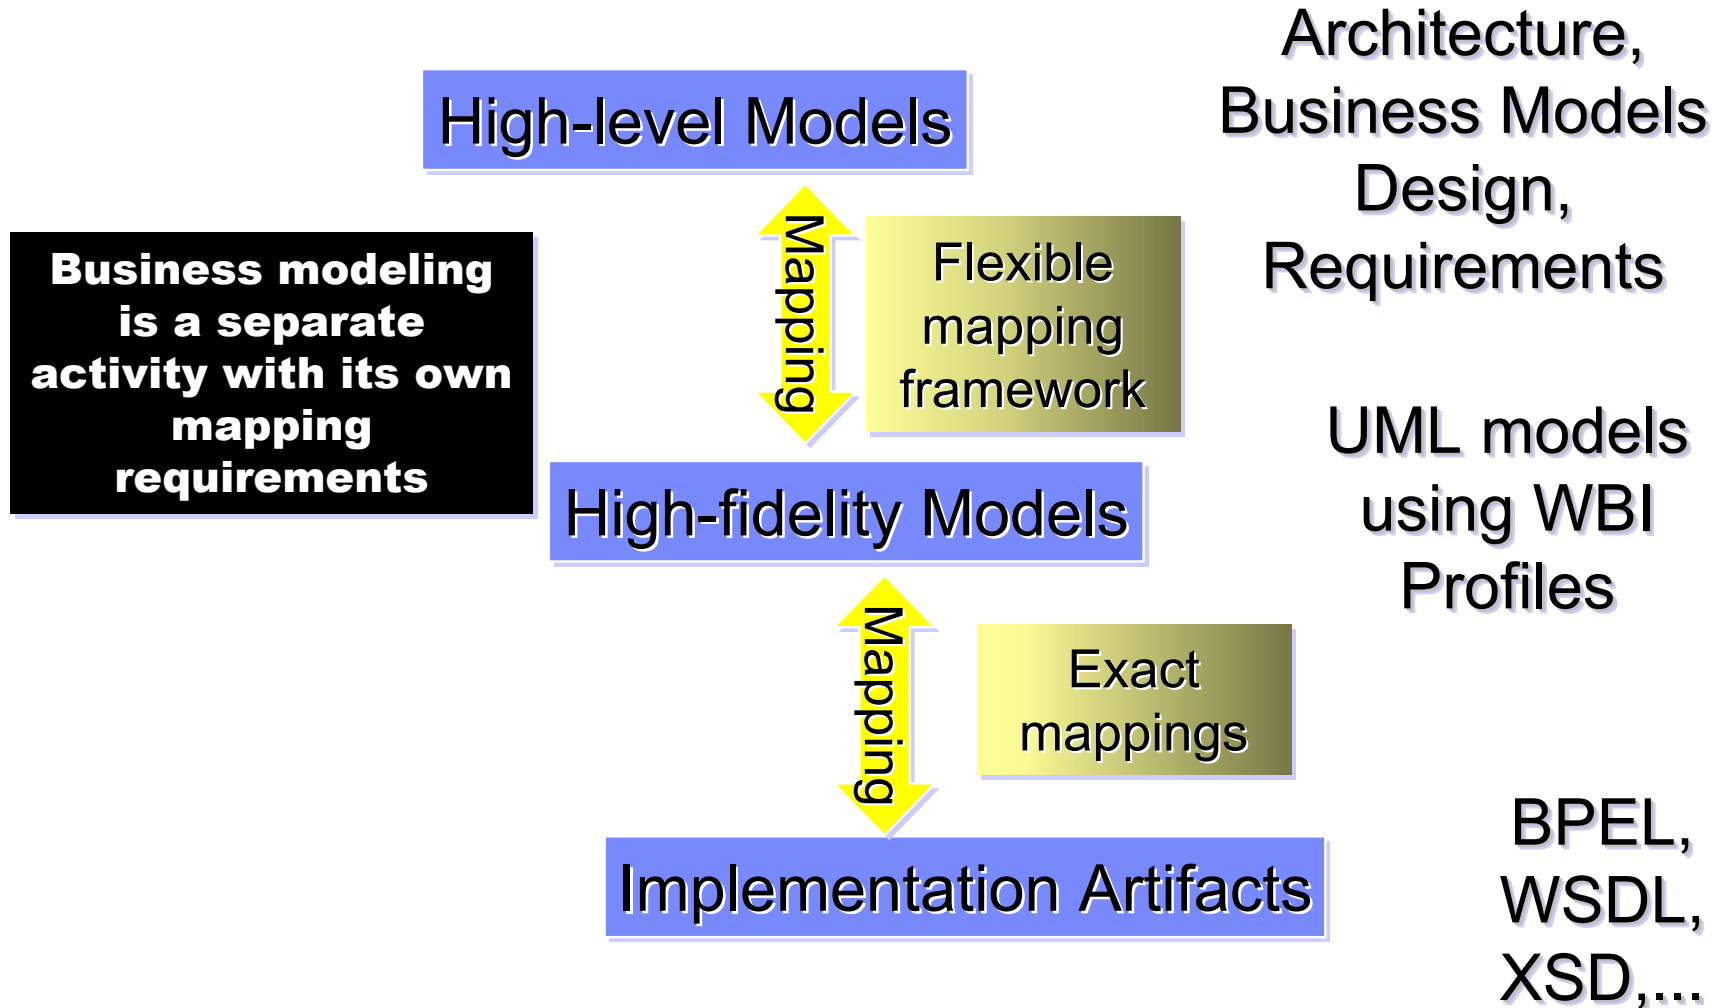 Architecture,
Business Models
Design,
Requirements
High-level Models
Mapping
Flexible
mapping
framework
Business modeling
is a separate
activity with its own
mapping
requirements
UML models
using WBI
Profiles
High-fidelity Models
Mapping
Exact
mappings
BPEL,
WSDL,
XSD,...
Implementation Artifacts